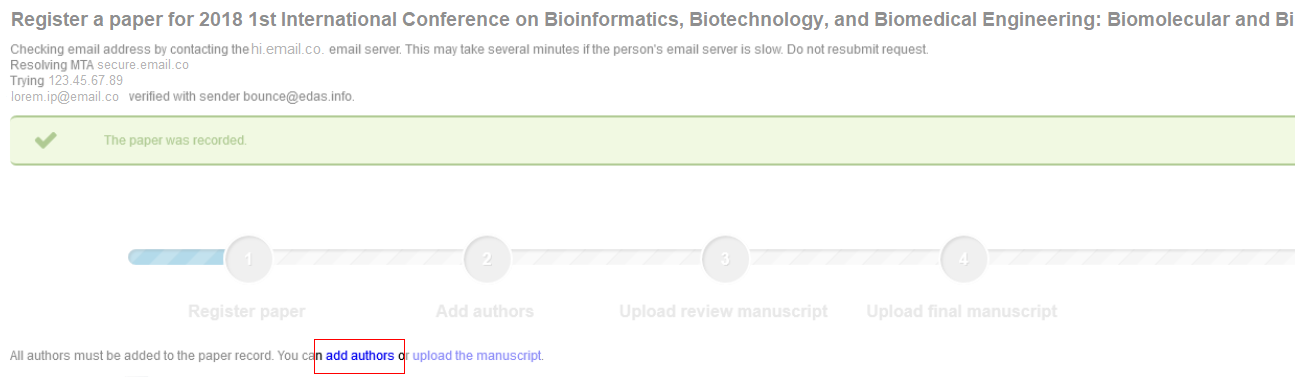 Register a paper for 2018 1st International Conference on Bioinformatics, Biotechnology, and Biomedical Engineering: Biomolecular and Bi
Checking email address by contacting the hi.email.co. email server. This may take several minutes if the person's email server is slow. Do not resubmit request.
Resolving MTA secure.email.co
Trying 123.45.67.89
lorem.ip@email.co verified with sender bounce@edas.info.
The paper was recorded.
1 2 3 4
Register paper Add authors Upload review manuscript Upload final manuscript
All authors must be added to the paper record. You can add authors or upload the manuscript.